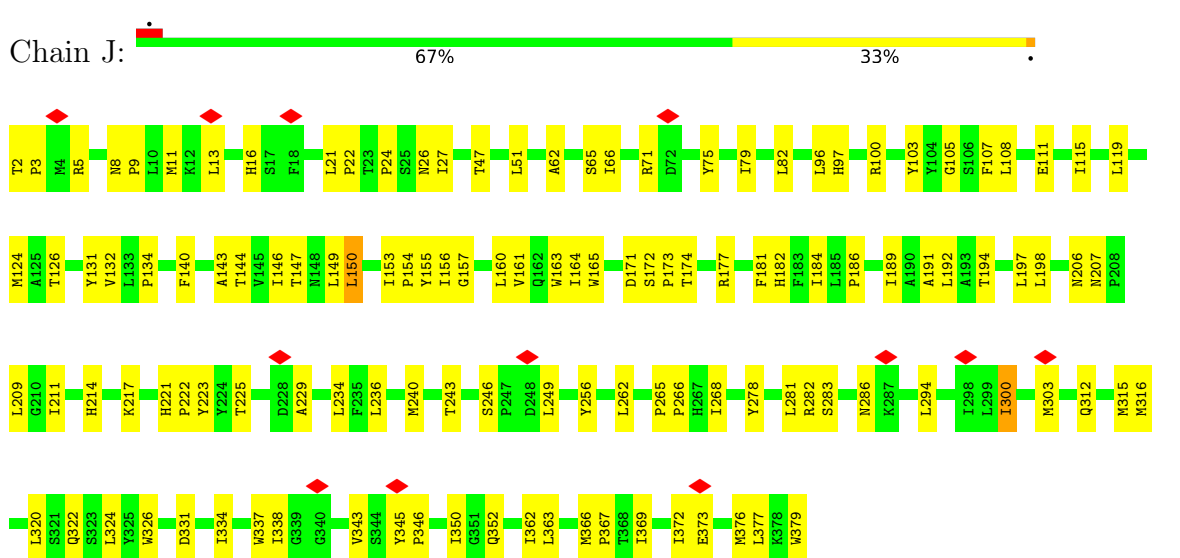 Chain J:
67% 33%
T2 P3 M4 R5 N8 P9 L10 M11 K12 L13 H16 S17 F18 L21 P22 T23 P24 S25 N26 I27 T47 L51 A62 S65 I66 R71 D72 Y75 I79 L82 L96 H97 R100 Y103 Y104 G105 S106 F107 L108 E111 I115 L119
M124 A125 T126 Y131 V132 L133 P134 F140 A143 T144 V145 I146 T147 N148 L149 L150 I153 P154 Y155 I156 G157 L160 V161 Q162 W163 I164 W165 D171 S172 P173 T174 R177 F181 H182 F183 I184 L185 P186 I189 A190 A191 L192 A193 T194 L197 L198 N206 N207 P208
L209 G210 I211 H214 K217 H221 P222 Y223 Y224 T225 D228 A229 L234 F235 L236 M240 T243 S246 P247 D248 L249 Y256 L262 P265 P266 H267 I268 Y278 L281 R282 S283 N286 K287 L294 I298 L299 I300 M303 Q312 M315 M316
L320 S321 Q322 S323 L324 Y325 W326 D331 I334 W337 I338 G339 G340 V343 S344 Y345 P346 I350 G351 Q352 I362 L363 M366 P367 T368 I369 I372 E373 M376 L377 K378 W379